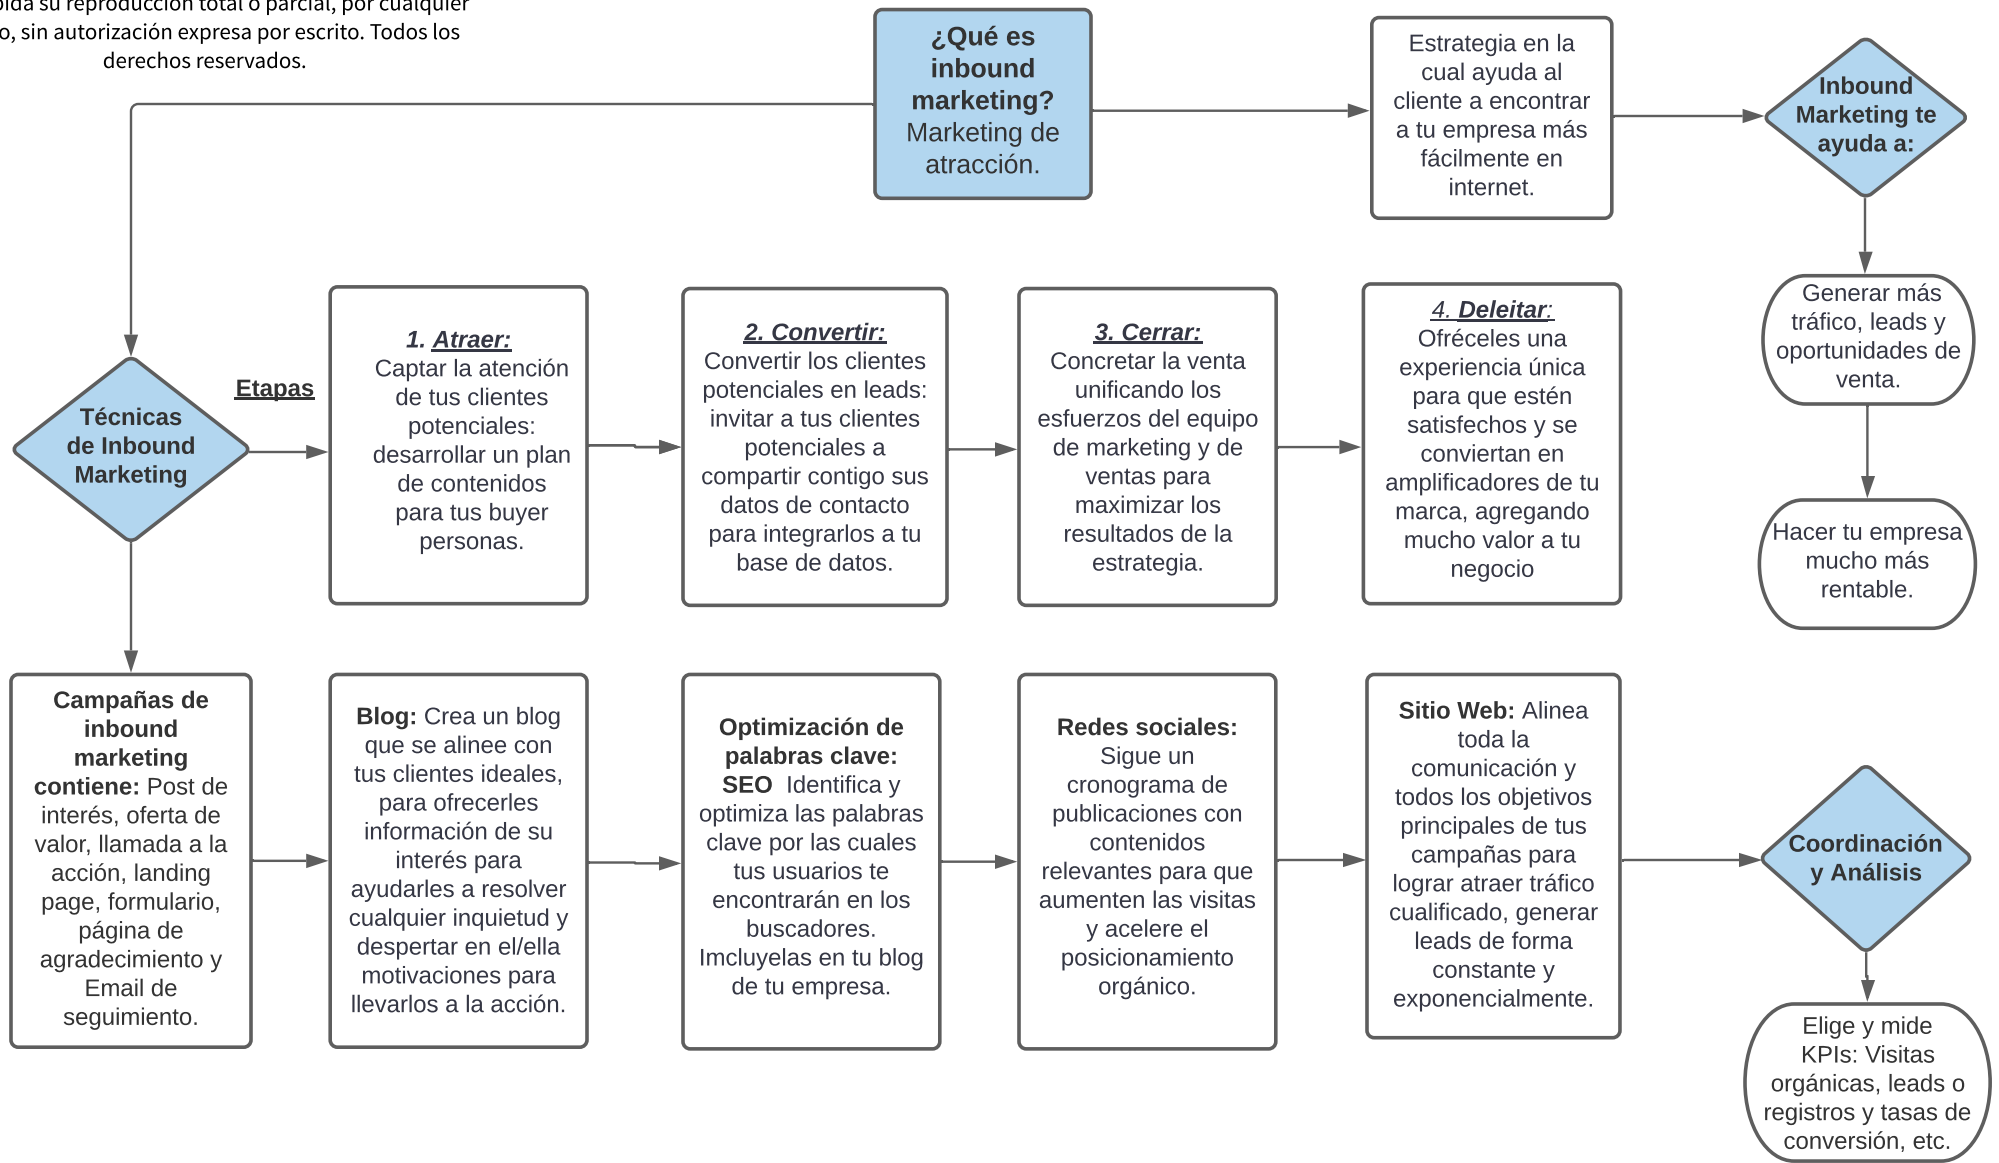 su reproducción total o parcial, por cualquier
sin autorización expresa por escrito. Todos los
derechos reservados.
¿Qué es
inbound
marketing?
Marketing de
atracción.
Estrategia en la
cual ayuda al
cliente a encontrar
a tu empresa más
fácilmente en
internet.
Inbound
Marketing te
ayuda a:
Generar más
tráfico, leads y
oportunidades de
venta.
Hacer tu empresa
mucho más
rentable.
Técnicas
de Inbound
Marketing
Etapas
1. Atraer:
Captar la atención
de tus clientes
potenciales:
desarrollar un plan
de contenidos
para tus buyer
personas.
2. Convertir:
Convertir los clientes
potenciales en leads:
invitar a tus clientes
potenciales a
compartir contigo sus
datos de contacto
para integrarlos a tu
base de datos.
3. Cerrar:
Concretar la venta
unificando los
esfuerzos del equipo
de marketing y de
ventas para
maximizar los
resultados de la
estrategia.
4. Deleitar:
Ofréceles una
experiencia única
para que estén
satisfechos y se
conviertan en
amplificadores de tu
marca, agregando
mucho valor a tu
negocio
Campañas de
inbound
marketing
contiene: Post de
interés, oferta de
valor, llamada a la
acción, landing
page, formulario,
página de
agradecimiento y
Email de
seguimiento.
Blog: Crea un blog
que se alinee con
tus clientes ideales,
para ofrecerles
información de su
interés para
ayudarles a resolver
cualquier inquietud y
despertar en el/ella
motivaciones para
llevarlos a la acción.
Optimización de
palabras clave:
SEO  Identifica y
optimiza las palabras
clave por las cuales
tus usuarios te
encontrarán en los
buscadores.
Imcluyelas en tu blog
de tu empresa.
Redes sociales:
Sigue un
cronograma de
publicaciones con
contenidos
relevantes para que
aumenten las visitas
y acelere el
posicionamiento
orgánico.
Sitio Web: Alinea
toda la
comunicación y
todos los objetivos
principales de tus
campañas para
lograr atraer tráfico
cualificado, generar
leads de forma
constante y
exponencialmente.
Coordinación
y Análisis
Elige y mide
KPIs: Visitas
orgánicas, leads o
registros y tasas de
conversión, etc.